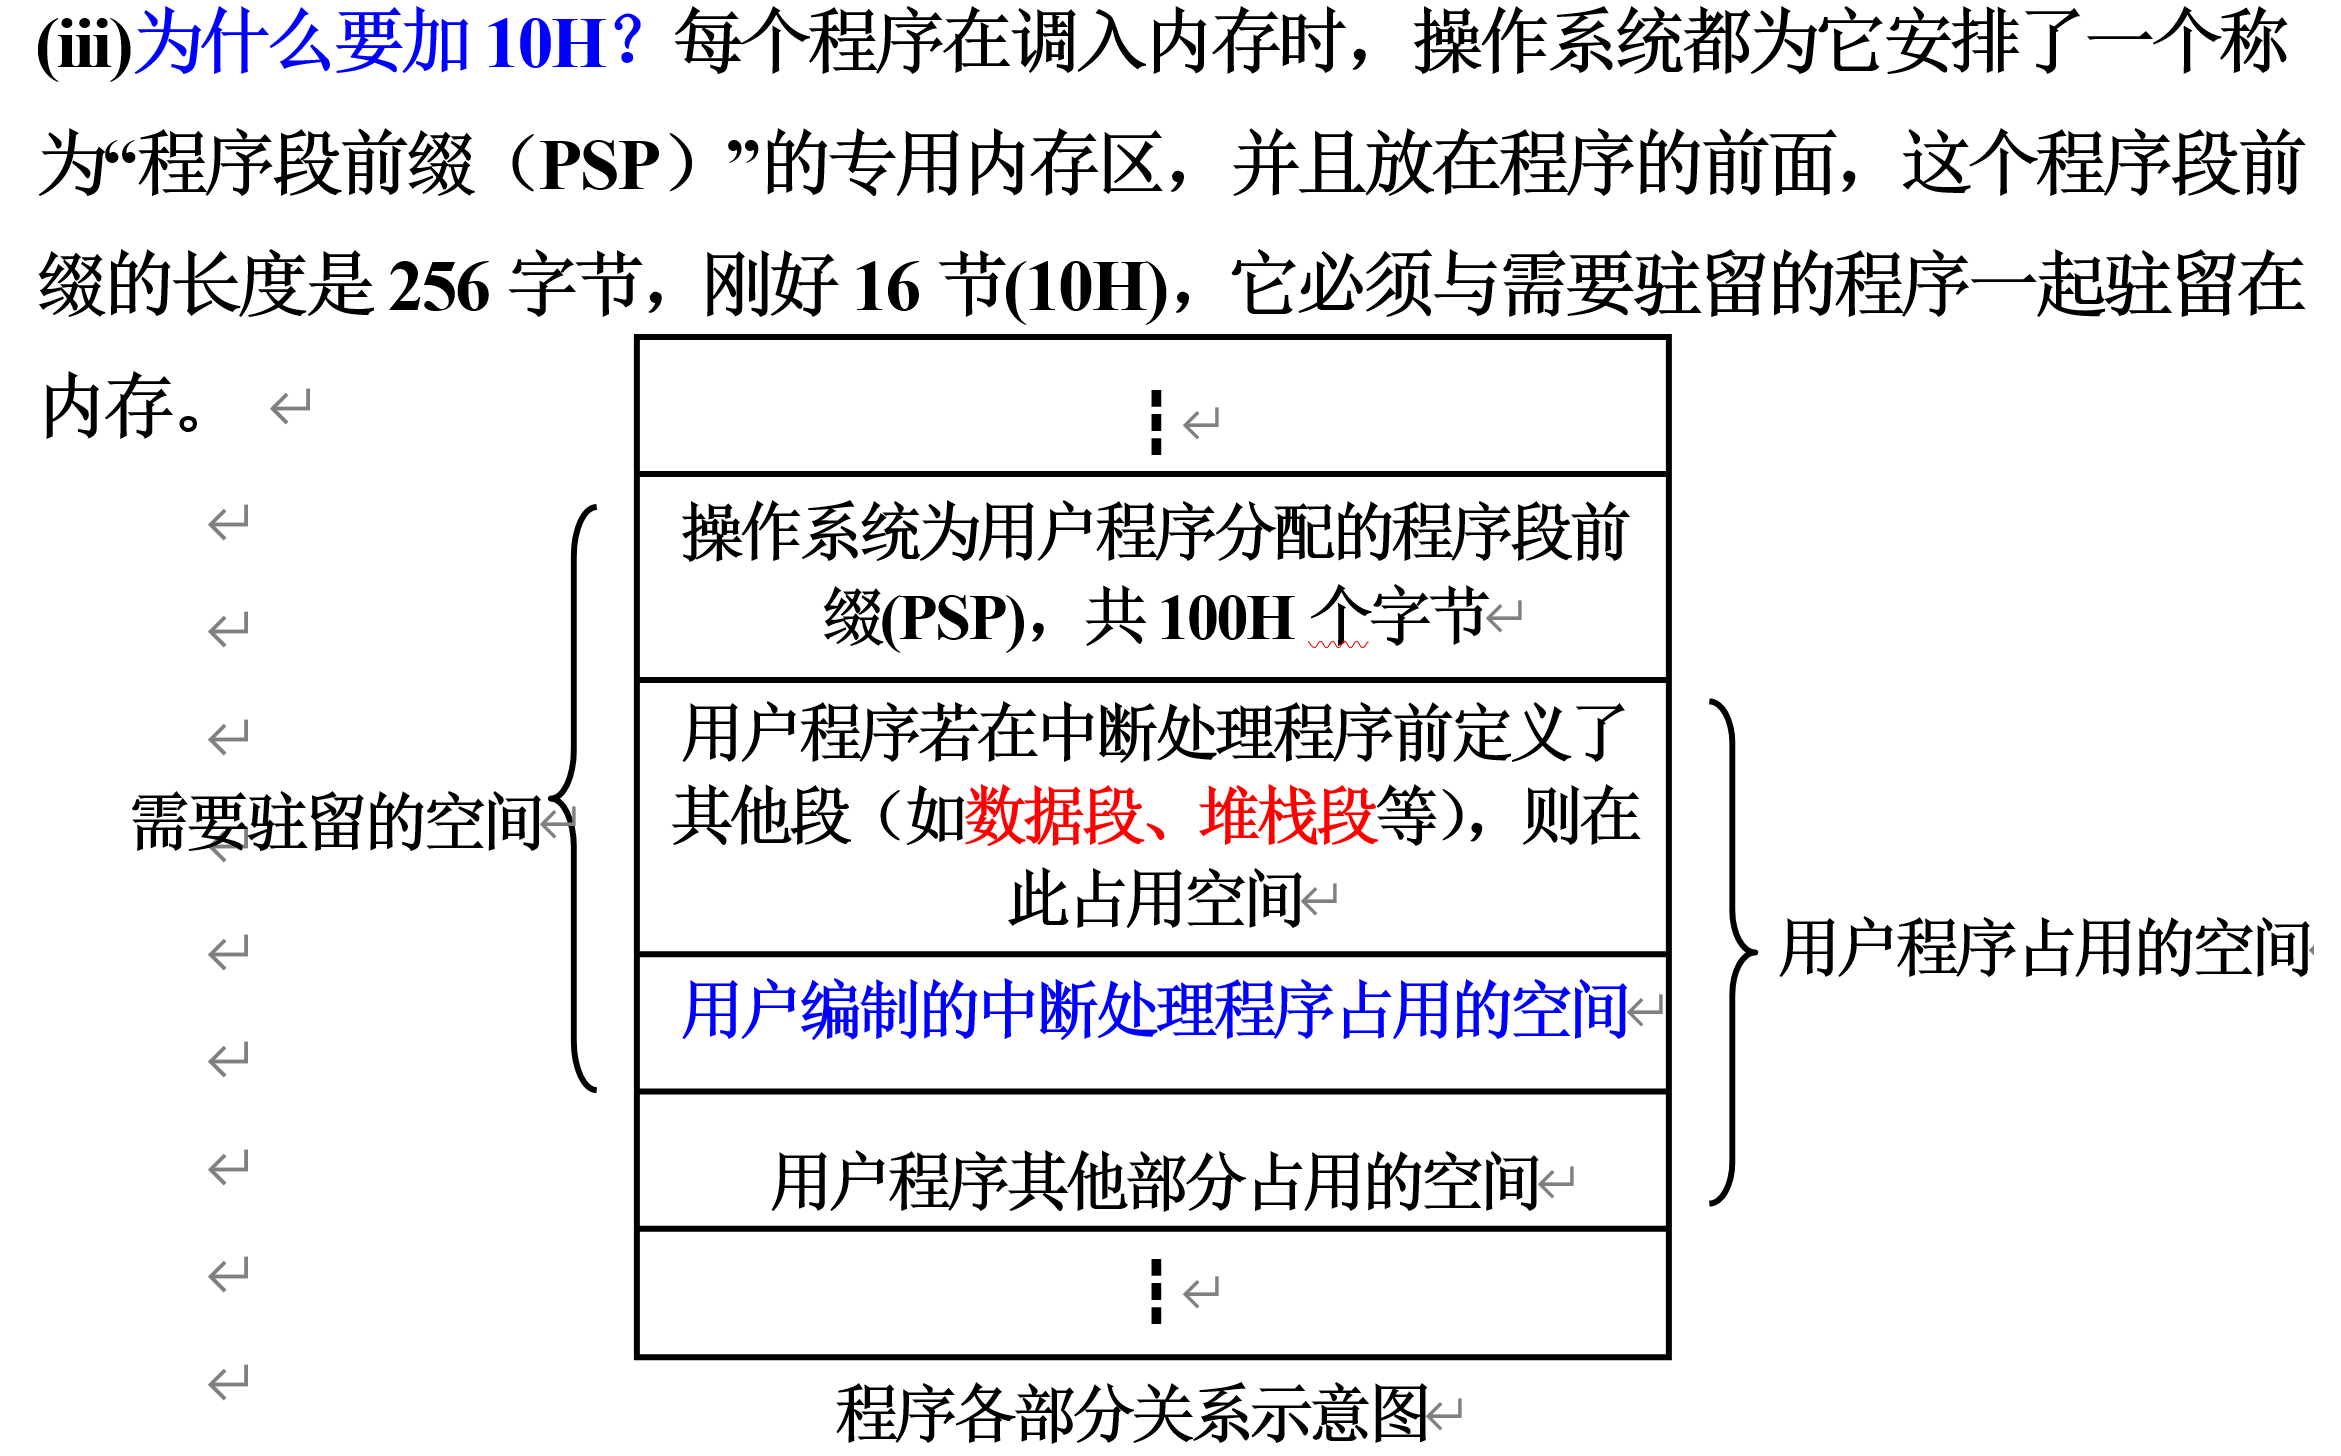 (iii)为什么要加 10H？每个程序在调入内存时，操作系统都为它安排了一个称
为“程序段前缀（PSP）”的专用内存区，并且放在程序的前面，这个程序段前
缀的长度是 256 字节，刚好 16 节(10H)，它必须与需要驻留的程序一起驻留在
内存。
操作系统为用户程序分配的程序段前
缀(PSP)，共 100H 个字节
用户程序若在中断处理程序前定义了
其他段（如数据段、堆栈段等），则在
此占用空间
需要驻留的空间
用户程序占用的空间
用户编制的中断处理程序占用的空间
用户程序其他部分占用的空间
程序各部分关系示意图